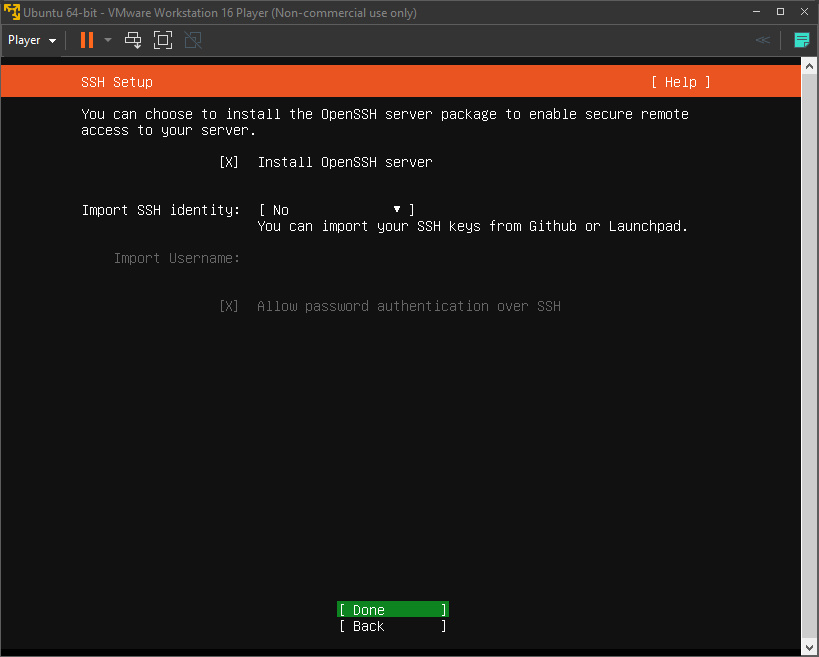 Ubuntu 64-bit - VMware Workstation 16 Player (Non-commercial use only)
Player
SSH Setup [ Help ]
You can choose to install the OpenSSH server package to enable secure remote
access to your server.
[X] Install OpenSSH server
Import SSH identity: [ No ▼ ]
You can import your SSH keys from Github or Launchpad.
Import Username:
[X] Allow password authentication over SSH
[ Done ]
[ Back ]